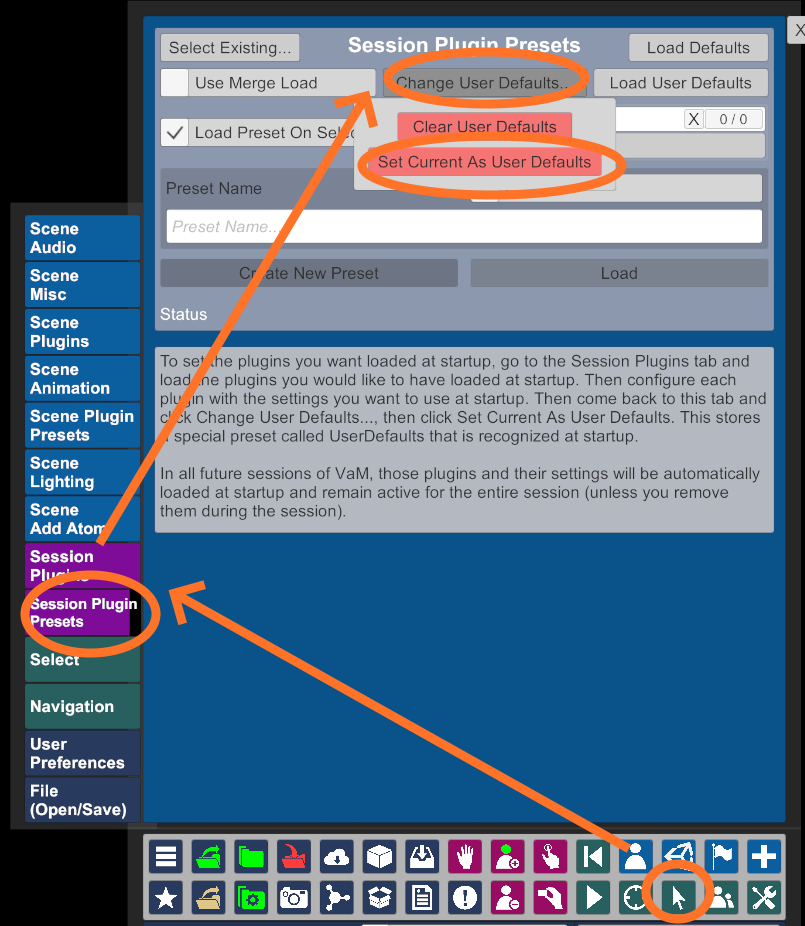 X
Select Existing...
Session Plugin Presets
Load Defaults
Use Merge Load
Change User Defaults...
Load User Defaults
Clear User Defaults
X
0 / 0
Load Preset On Select
Set Current As User Defaults
Preset Name
Preset Name...
Create New Preset
Load
Status
To set the plugins you want loaded at startup, go to the Session Plugins tab and
load the plugins you would like to have loaded at startup. Then configure each
plugin with the settings you want to use at startup. Then come back to this tab and
click Change User Defaults..., then click Set Current As User Defaults. This stores
a special preset called UserDefaults that is recognized at startup.
In all future sessions of VaM, those plugins and their settings will be automatically
loaded at startup and remain active for the entire session (unless you remove
them during the session).
Scene
Audio
Scene
Misc
Scene
Plugins
Scene
Animation
Scene Plugin
Presets
Scene
Lighting
Scene
Add Atom
Session
Plugins
Session Plugin
Presets
Select
Navigation
User
Preferences
File
(Open/Save)